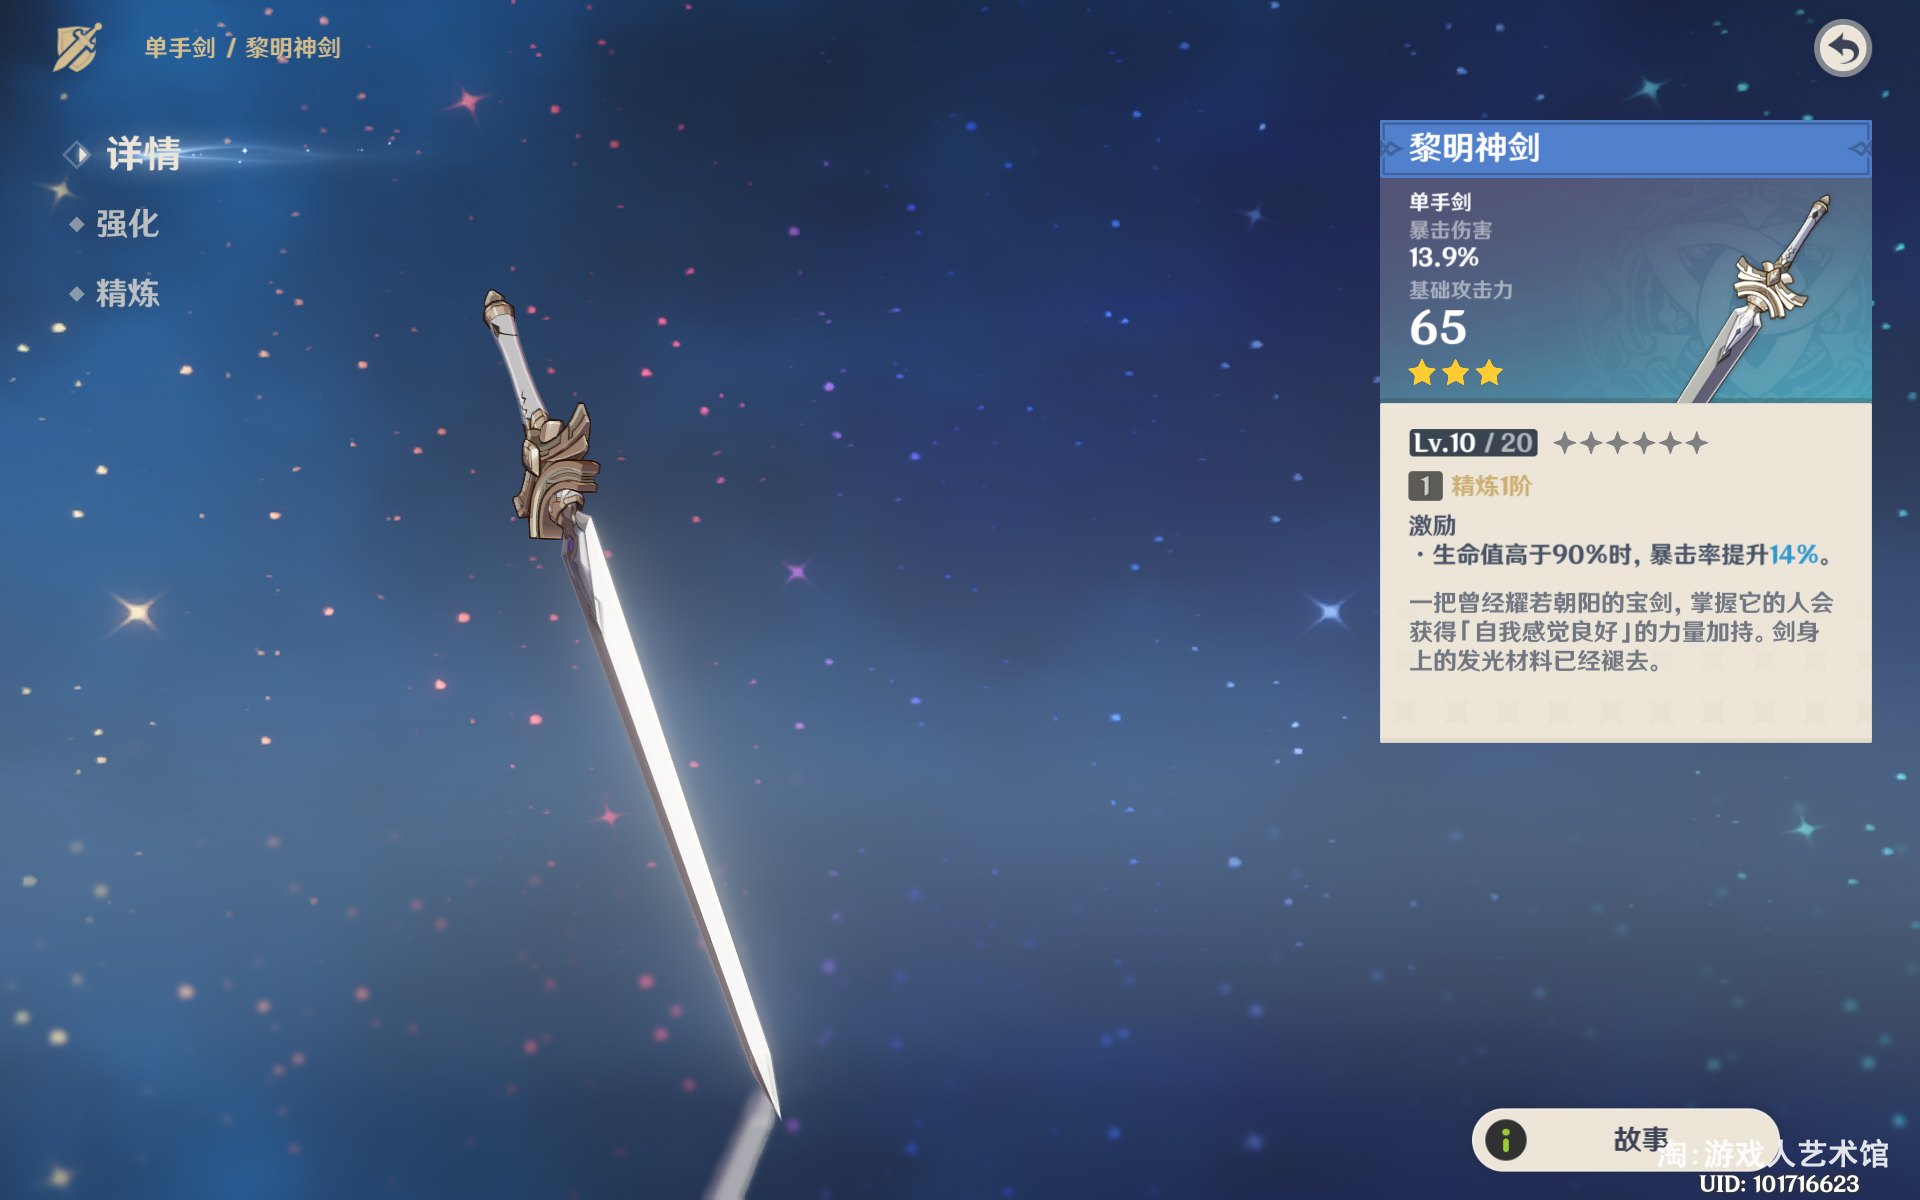 单手剑 / 黎明神剑
详情
强化
精炼
黎明神剑
单手剑
暴击伤害
13.9%
基础攻击力
65
Lv.10 / 20
1 精炼1阶
激励
·生命值高于90%时, 暴击率提升14%。
一把曾经耀若朝阳的宝剑, 掌握它的人会
获得「自我感觉良好」的力量加持。剑身
上的发光材料已经褪去。
故事
淘:游戏人艺术馆
UID: 101716623